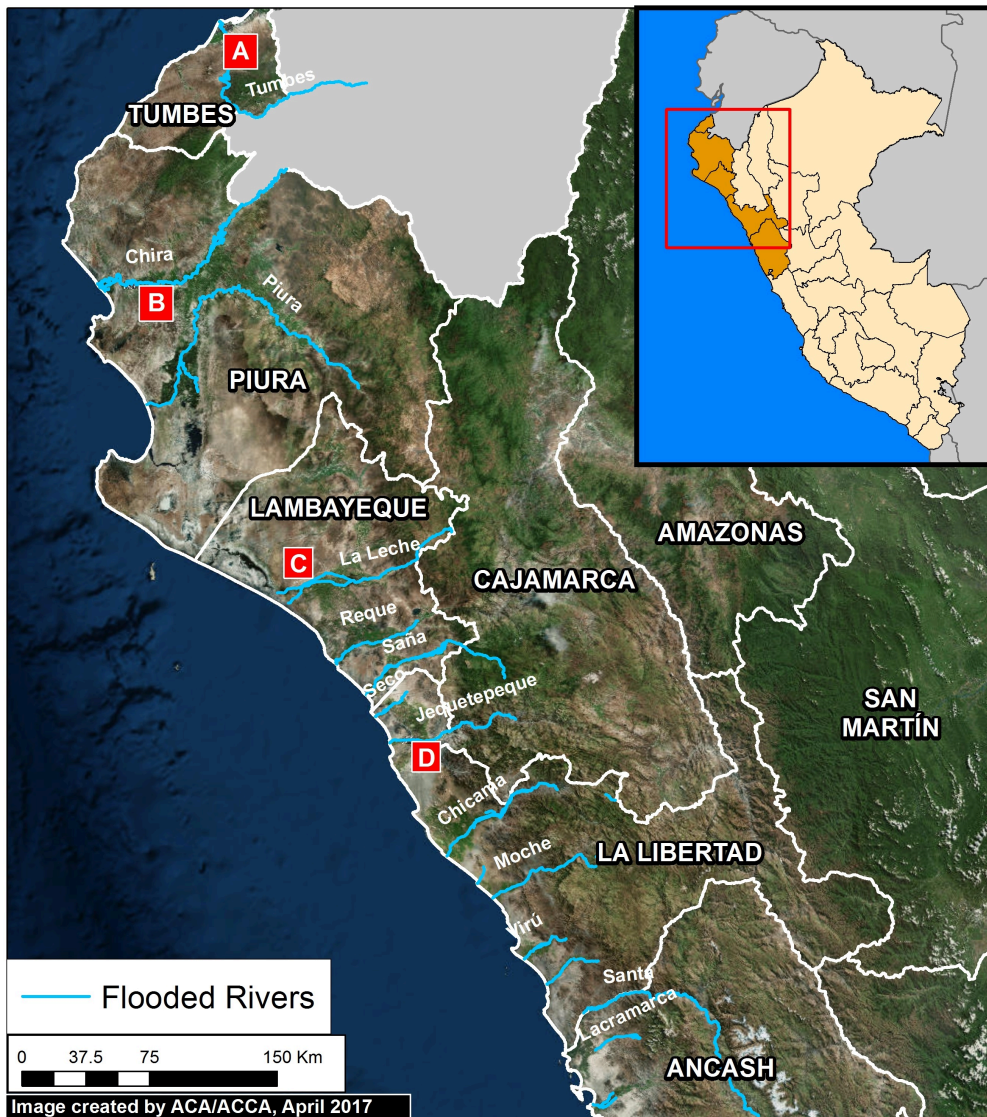 A
Tumbes
TUMBES
Chira
B
Piura
PIURA
LAMBAYEQUE
La Leche
C
AMAZONAS
CAJAMARCA
Reque
Saña
Seco
Jequetepeque
SAN
MARTÍN
D
Chicama
Moche
LA LIBERTAD
Virú
Santa
Lacramarca
ANCASH
Flooded Rivers
0 37.5 75 150 Km
Image created by ACA/ACCA, April 2017